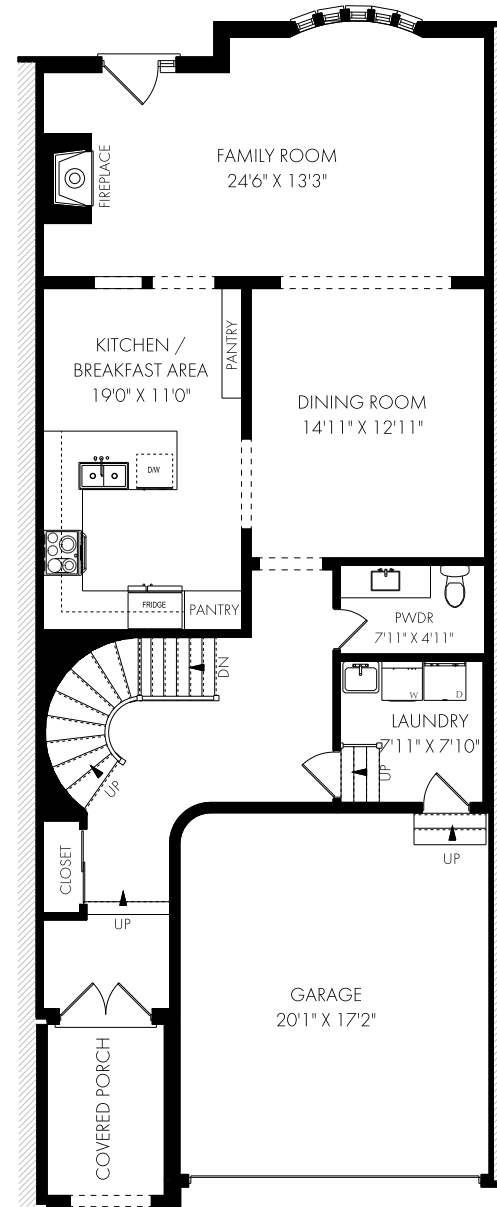 FAMILY ROOM
24'6" X 13'3"
FIREPLACE
KITCHEN /
BREAKFAST AREA
19'0" X 11'0"
PANTRY
DINING ROOM
14'11" X 12'11"
D/W
FRIDGE
PANTRY
PWDR
7'11" X 4'11"
DN
W
D
LAUNDRY
7'11" X 7'10"
UP
UP
UP
CLOSET
UP
GARAGE
20'1" X 17'2"
COVERED PORCH